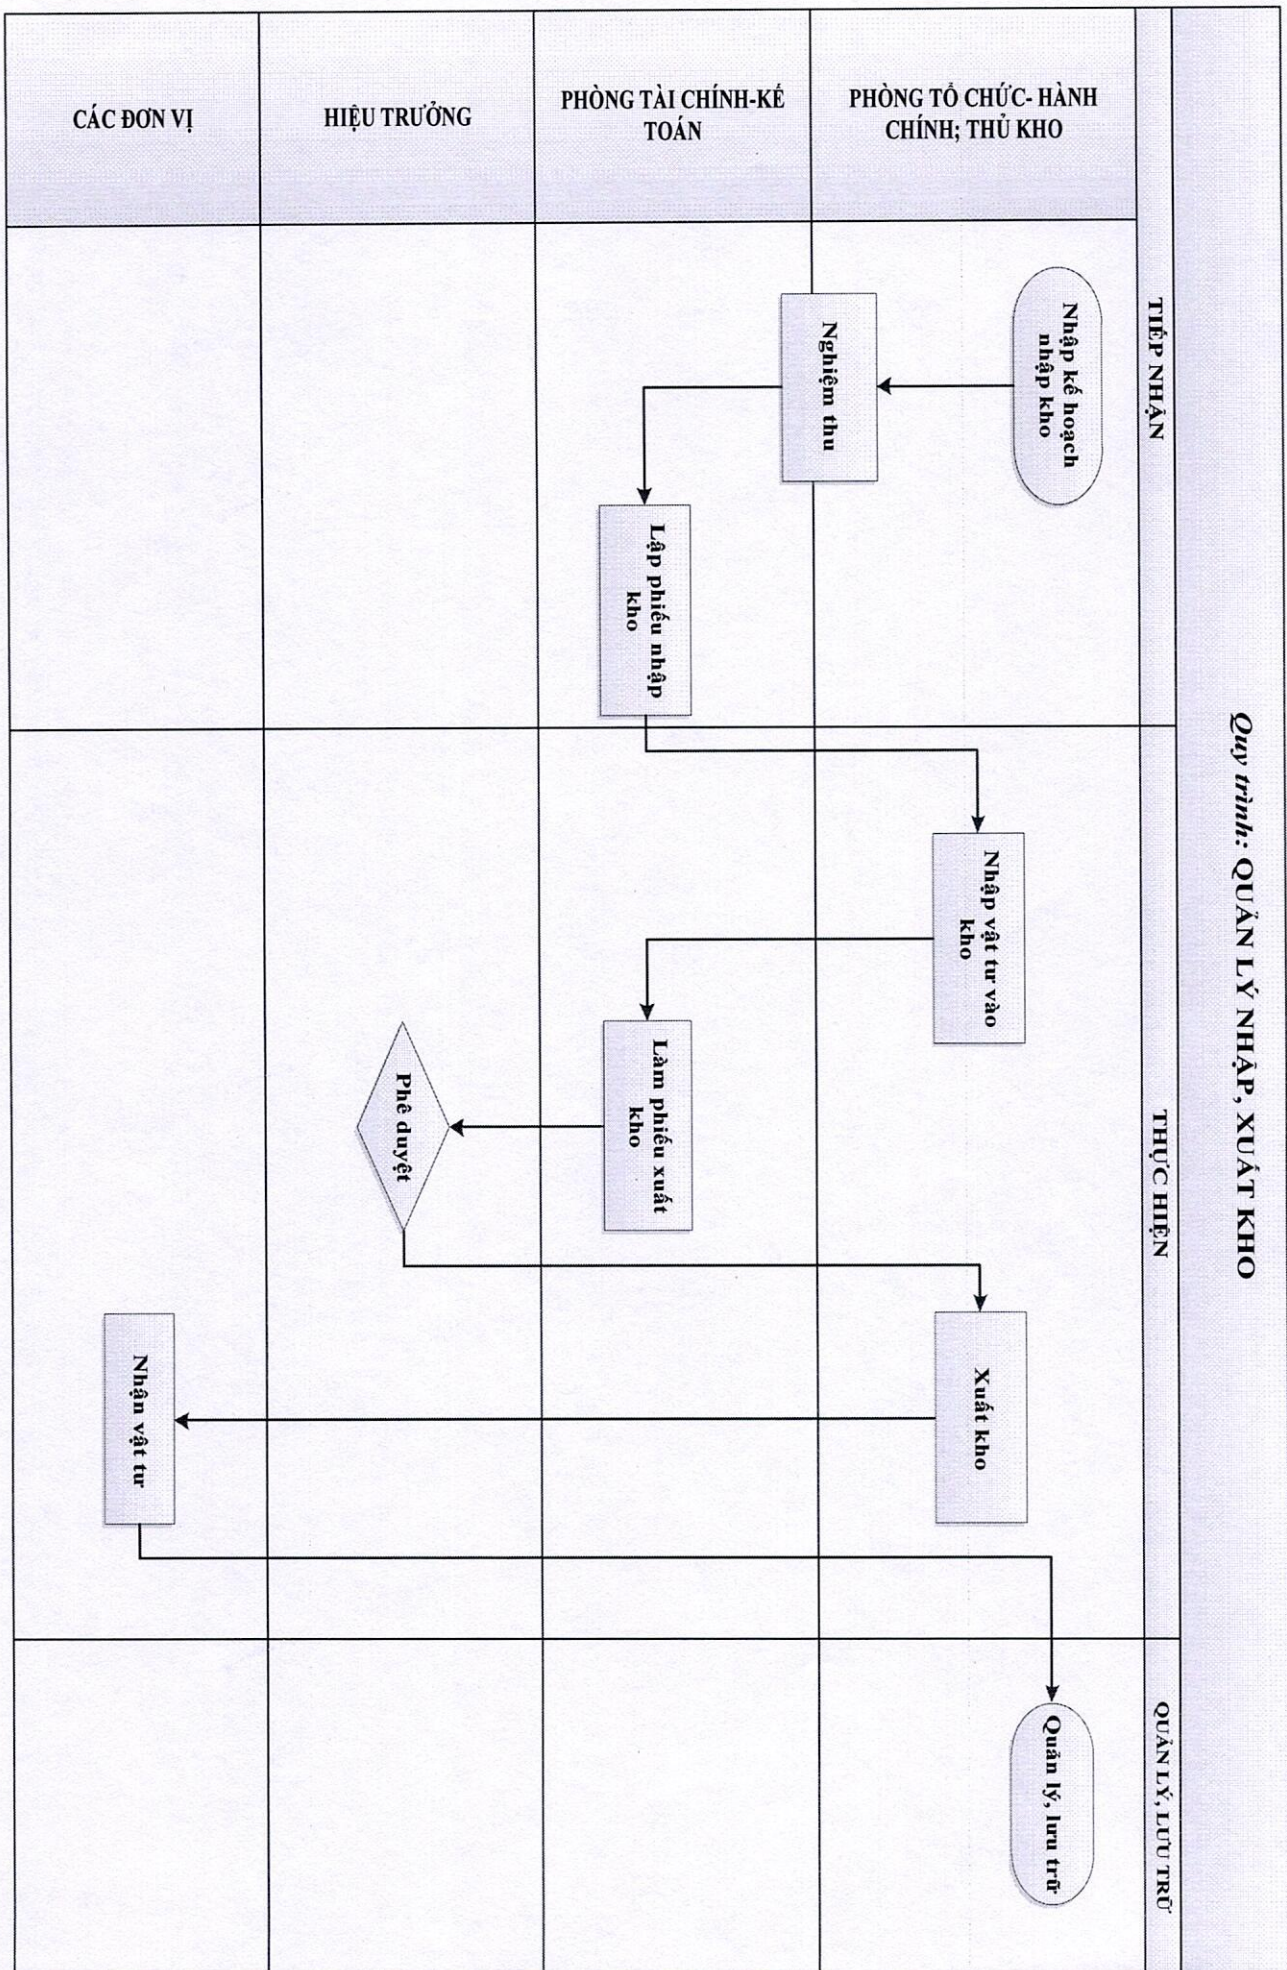 Quy trình: QUẢN LÝ NHẬP, XUẤT KHO
TIẾP NHẬN
THỰC HIỆN
QUẢN LÝ, LƯU TRỮ
PHÒNG TỔ CHỨC- HÀNH
CHÍNH; THỦ KHO
Nhập kế hoạch
nhập kho
Nhập vật tư vào
kho
Xuất kho
Quản lý, lưu trữ
PHÒNG TÀI CHÍNH-KẾ
TOÁN
Nghiệm thu
Lập phiếu nhập
kho
Làm phiếu xuất
kho
HIỆU TRƯỞNG
Phê duyệt
CÁC ĐƠN VỊ
Nhận vật tư